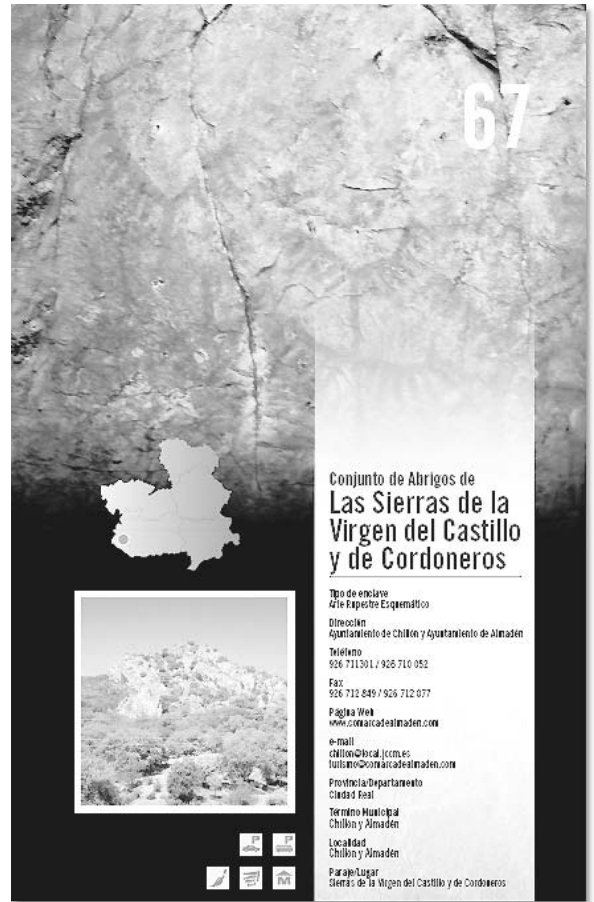 67
Conjunto de Abrigos de
Las Sierras de la
Virgen del Castillo
y de Cordoneros
Tipo de enclave
Arte Rupestre Esquemático
Dirección
Ayuntamiento de Chillón y Ayuntamiento de Almadén
Teléfono
926 711301 / 926 710 052
Fax
926 712 849 / 926 712 077
Página Web
www.comarcadealmaden.com
e-mail
chillon@local.jccm.es
turismo@comarcadealmaden.com
Provincia/Departamento
Ciudad Real
Término Municipal
Chillón y Almadén
Localidad
Chillón y Almadén
Paraje/Lugar
Sierras de la Virgen del Castillo y de Cordoneros
P P
M